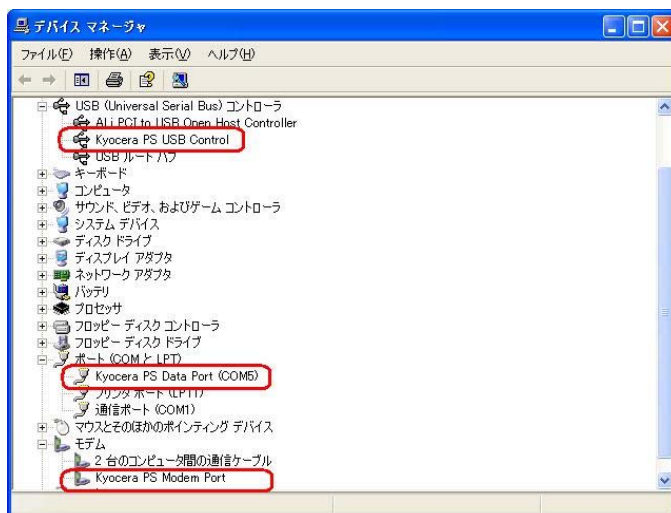 デバイス マネージャ
ファイル(F) 操作(A) 表示(V) ヘルプ(H)
USB (Universal Serial Bus) コントローラ
ALi PCI to USB Open Host Controller
Kyocera PS USB Control
USB ルート ハブ
キーボード
コンピュータ
サウンド、ビデオ、およびゲーム コントローラ
システム デバイス
ディスク ドライブ
ディスプレイ アダプタ
ネットワーク アダプタ
バッテリ
プロセッサ
フロッピー ディスク コントローラ
フロッピー ディスク ドライブ
ポート (COM と LPT)
Kyocera PS Data Port (COM5)
プリンタ ポート (LPT1)
通信ポート (COM1)
マウスとそのほかのポインティング デバイス
モデム
2 台のコンピュータ間の通信ケーブル
Kyocera PS Modem Port